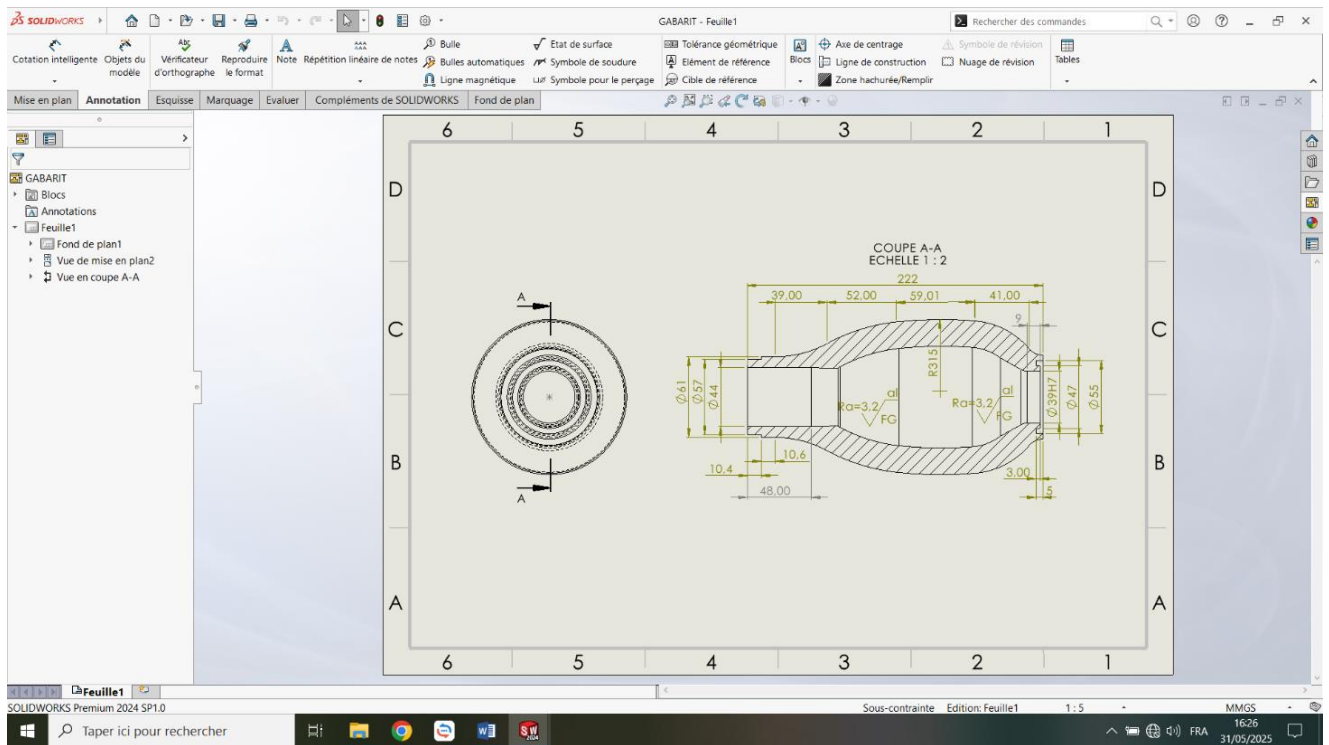 SOLIDWORKS
GABARIT - Feuille1
Rechercher des commandes
Cotation intelligente
Objets du modèle
Vérificateur d'orthographe
Reproduire le format
Note
Répétition linéaire de notes
Bulle
Bulles automatiques
Ligne magnétique
Etat de surface
Symbole de soudure
Symbole pour le perçage
Tolérance géométrique
Elément de référence
Cible de référence
Blocs
Axe de centrage
Ligne de construction
Zone hachurée/Remplir
Symbole de révision
Nuage de révision
Tables
Mise en plan
Annotation
Esquisse
Marquage
Evaluer
Compléments de SOLIDWORKS
Fond de plan
GABARIT
Blocs
Annotations
Feuille1
Fond de plan1
Vue de mise en plan2
Vue en coupe A-A
6 5 4 3 2 1
D D
COUPE A-A
ECHELLE 1 : 2
222
39,00 52,00 59,01 41,00
A
9
C C
R315
∅61
∅57
∅44
Ra=3,2 al
FG
Ra=3,2 al
FG
∅39H7
∅47
∅55
B B
10,6
10,4
3,00
48,00
5
A
A A
6 5 4 3 2 1
Feuille1
SOLIDWORKS Premium 2024 SP1.0
Sous-contrainte
Edition: Feuille1
1 : 5
MMGS
Taper ici pour rechercher
FRA
16:26
31/05/2025